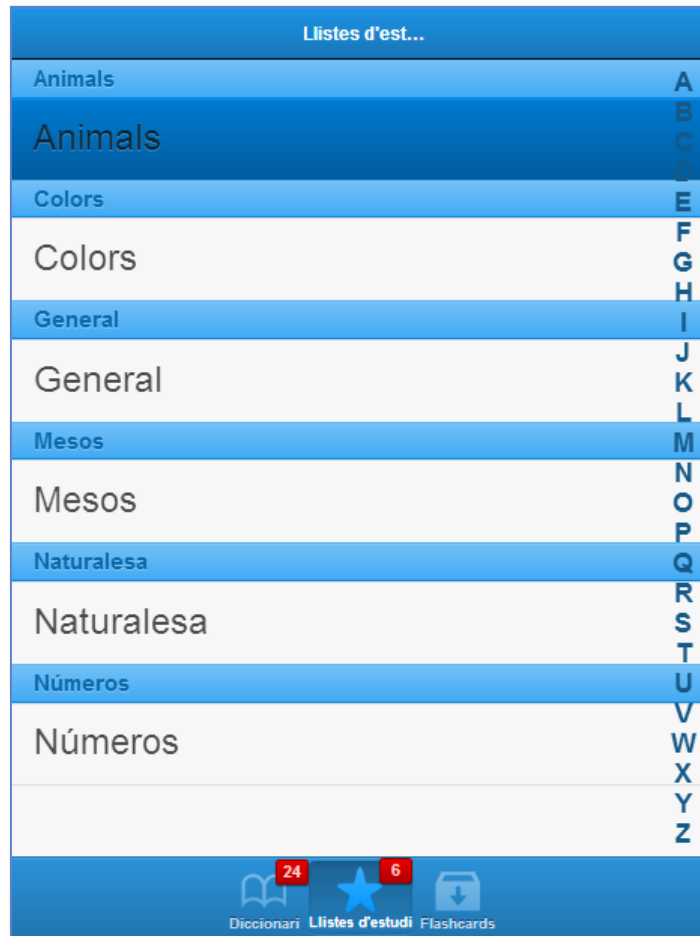 Llistes d'est...
Animals
Animals
Colors
Colors
General
General
Mesos
Mesos
Naturalesa
Naturalesa
Números
Números
A
B
C
D
E
F
G
H
I
J
K
L
M
N
O
P
Q
R
S
T
U
V
W
X
Y
Z
24
6
Diccionari Llistes d'estudi Flashcards